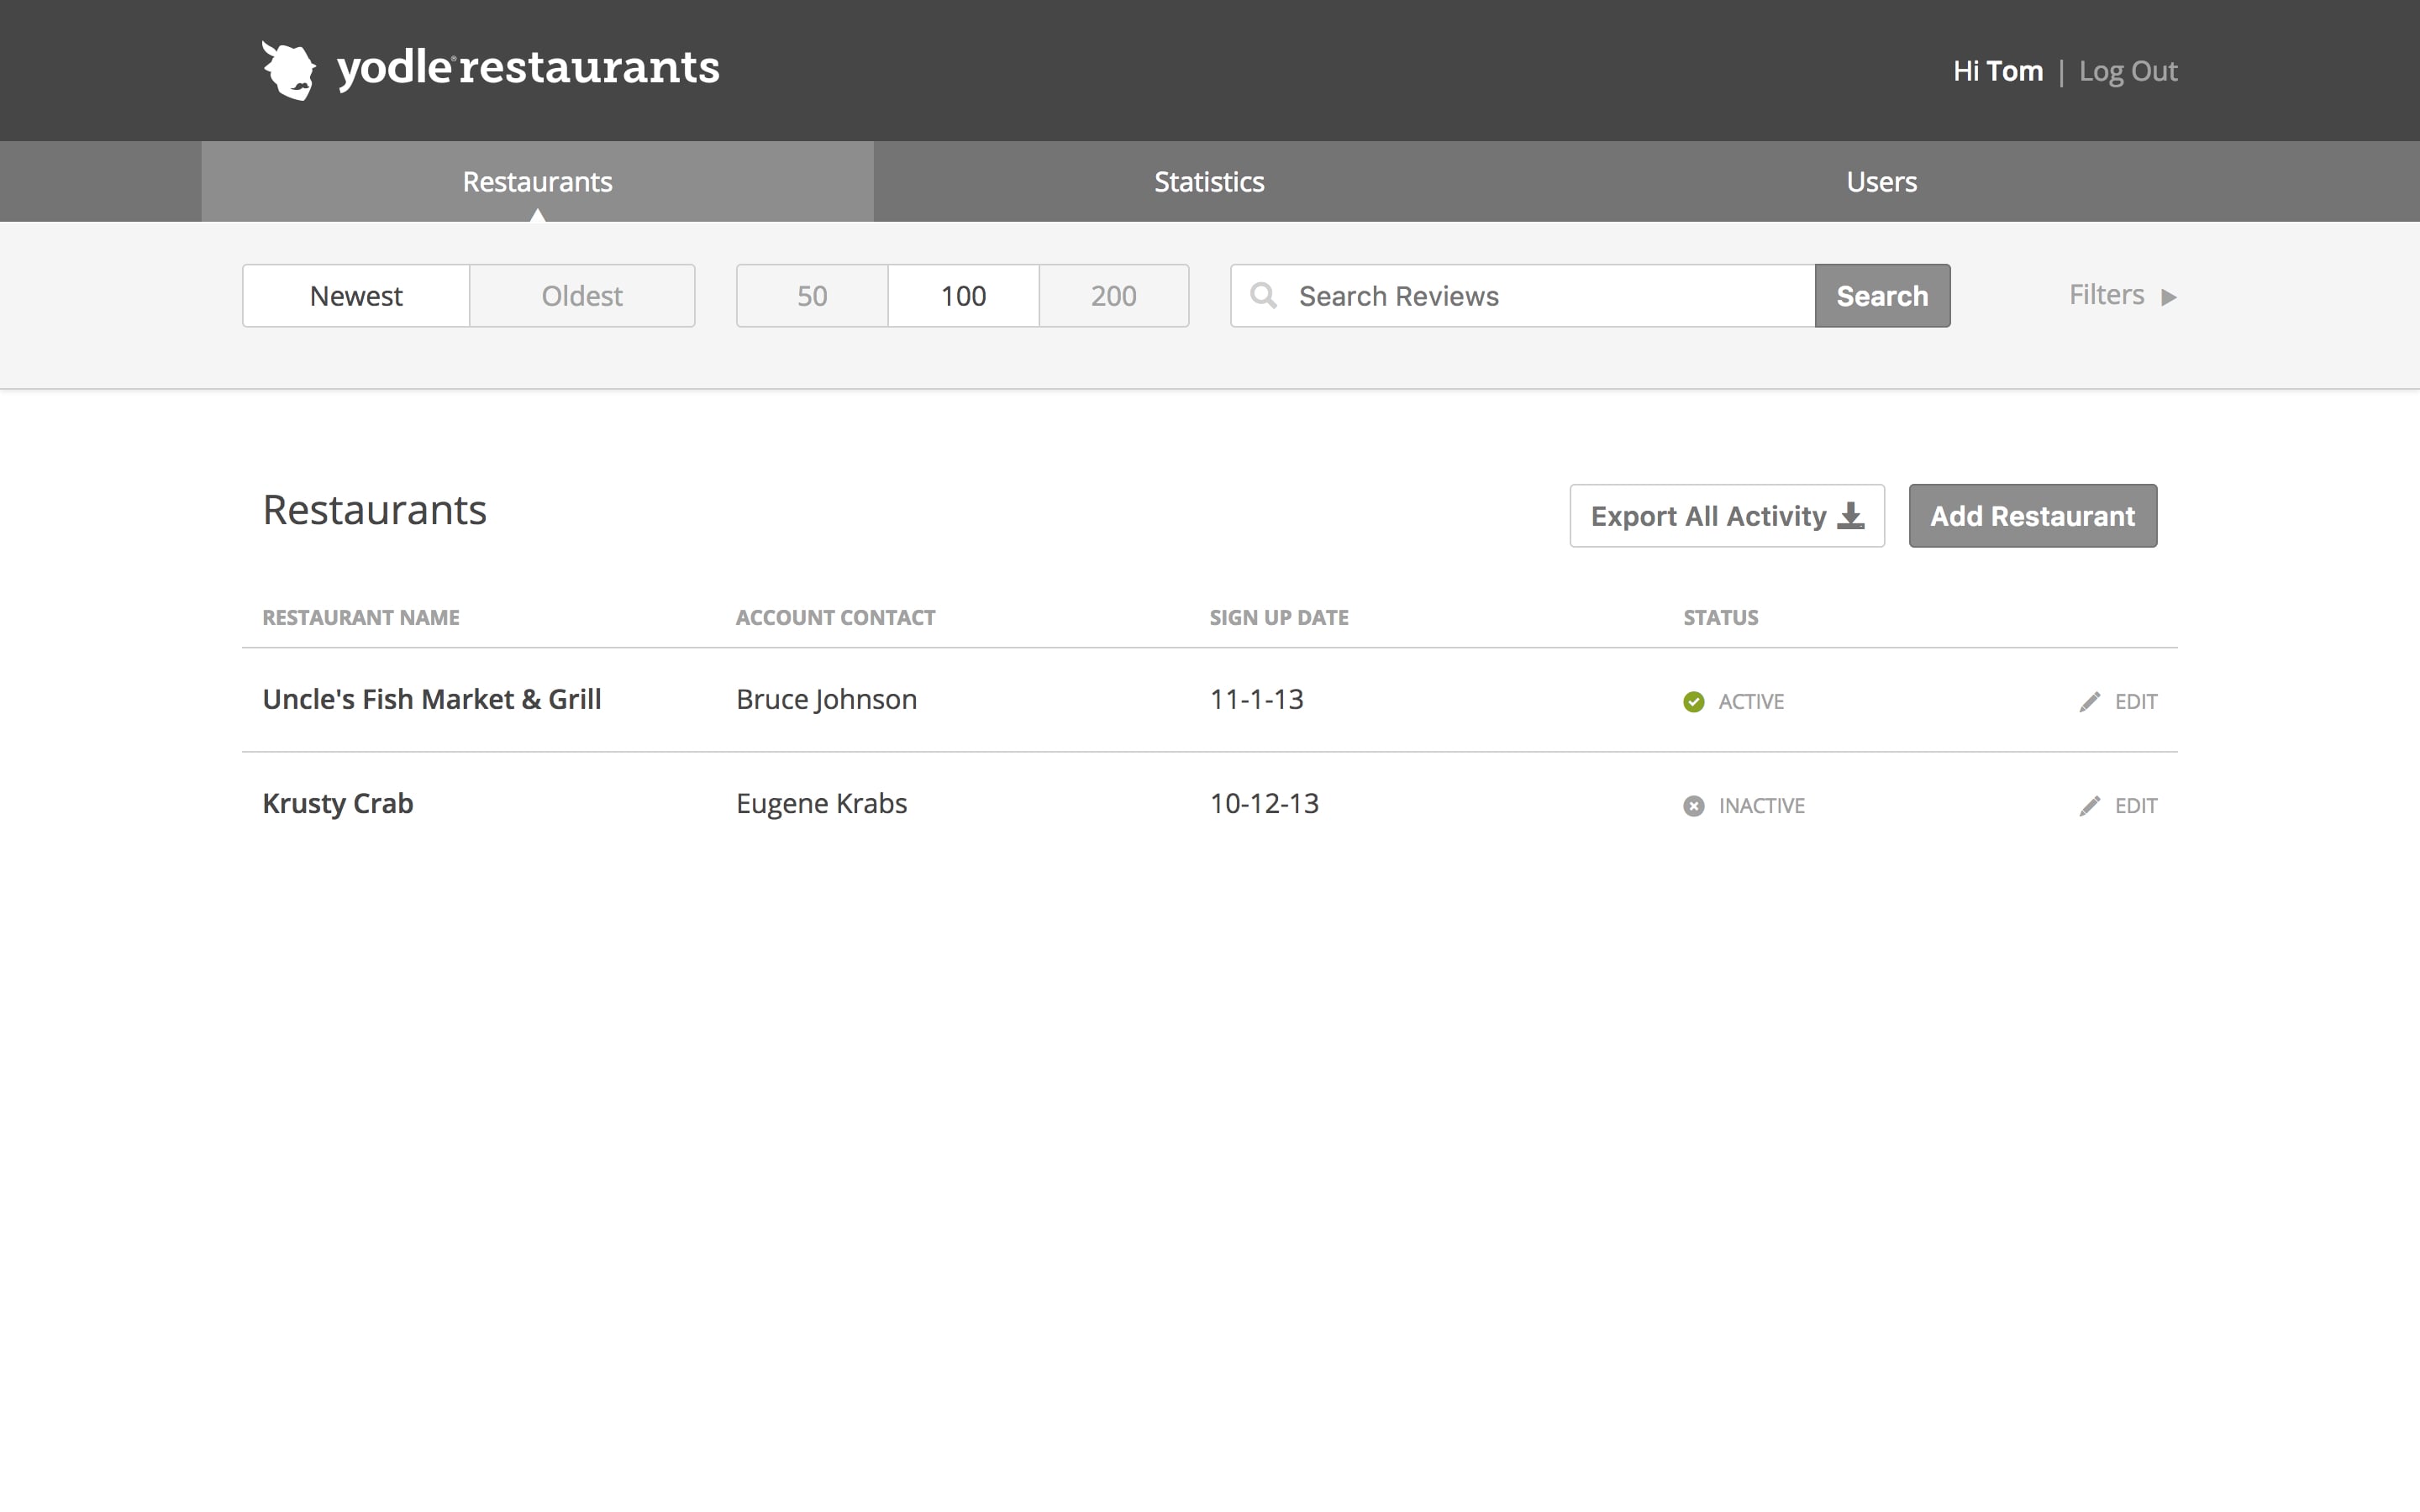 yodle® restaurants
Hi Tom | Log Out
Restaurants Statistics Users
Newest Oldest 50 100 200 Search Reviews Search Filters
Restaurants Export All Activity Add Restaurant
RESTAURANT NAME ACCOUNT CONTACT SIGN UP DATE STATUS
Uncle's Fish Market & Grill Bruce Johnson 11-1-13 ACTIVE EDIT
Krusty Crab Eugene Krabs 10-12-13 INACTIVE EDIT